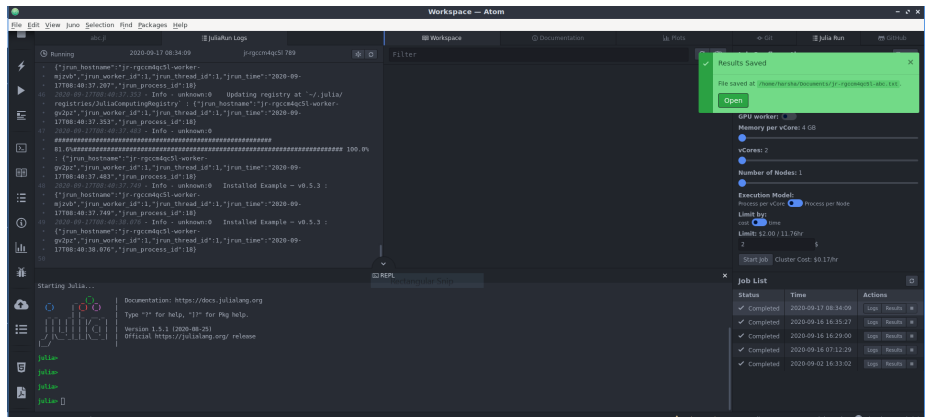 Workspace — Atom
File Edit View Juno Selection Find Packages Help
abc.jl
JuliaRun Logs
Workspace
Documentation
Plots
Git
Julia Run
GitHub
Running 2020-09-17 08:34:09 jr-rgccm4qc5l 789
Filter
{"jrun_hostname":"jr-rgccm4qc5l-worker-
mjzvb","jrun_worker_id":1,"jrun_thread_id":1,"jrun_time":"2020-09-
17T08:40:37.207","jrun_process_id":18}
2020-09-17T08:40:37.353 - Info - unknown:0 Updating registry at `~/.julia/
registries/JuliaComputingRegistry` : {"jrun_hostname":"jr-rgccm4qc5l-worker-
gv2pz","jrun_worker_id":1,"jrun_thread_id":1,"jrun_time":"2020-09-
17T08:40:37.353","jrun_process_id":18}
47 2020-09-17T08:40:37.483 - Info - unknown:0
81.6% 100.0%
: {"jrun_hostname":"jr-rgccm4qc5l-worker-
gv2pz","jrun_worker_id":1,"jrun_thread_id":1,"jrun_time":"2020-09-
17T08:40:37.483","jrun_process_id":18}
2020-09-17T08:40:37.749 - Info - unknown:0 Installed Example — v0.5.3 :
{"jrun_hostname":"jr-rgccm4qc5l-worker-
mjzvb","jrun_worker_id":1,"jrun_thread_id":1,"jrun_time":"2020-09-
17T08:40:37.749","jrun_process_id":18}
2020-09-17T08:40:38.076 - Info - unknown:0 Installed Example — v0.5.3 :
{"jrun_hostname":"jr-rgccm4qc5l-worker-
gv2pz","jrun_worker_id":1,"jrun_thread_id":1,"jrun_time":"2020-09-
17T08:40:38.076","jrun_process_id":18}
50
Results Saved
File saved at /home/harsha/Documents/jr-rgccm4qc5l-abc.txt.
Open
GPU worker:
Memory per vCore: 4 GB
vCores: 2
Number of Nodes: 1
Execution Model:
Process per vCore Process per Node
Limit by:
cost time
Limit: $2.00 / 11.76hr
2 $
Start Job Cluster Cost: $0.17/hr
REPL
Starting Julia...
Documentation: https://docs.julialang.org
Type "?" for help, "]?" for Pkg help.
Version 1.5.1 (2020-08-25)
Official https://julialang.org/ release
julia>
julia>
julia>
julia>
Job List
Status Time Actions
Completed 2020-09-17 08:34:09 Logs Results
Completed 2020-09-16 16:35:27 Logs Results
Completed 2020-09-16 16:29:00 Logs Results
Completed 2020-09-16 07:12:29 Logs Results
Completed 2020-09-02 16:33:02 Logs Results